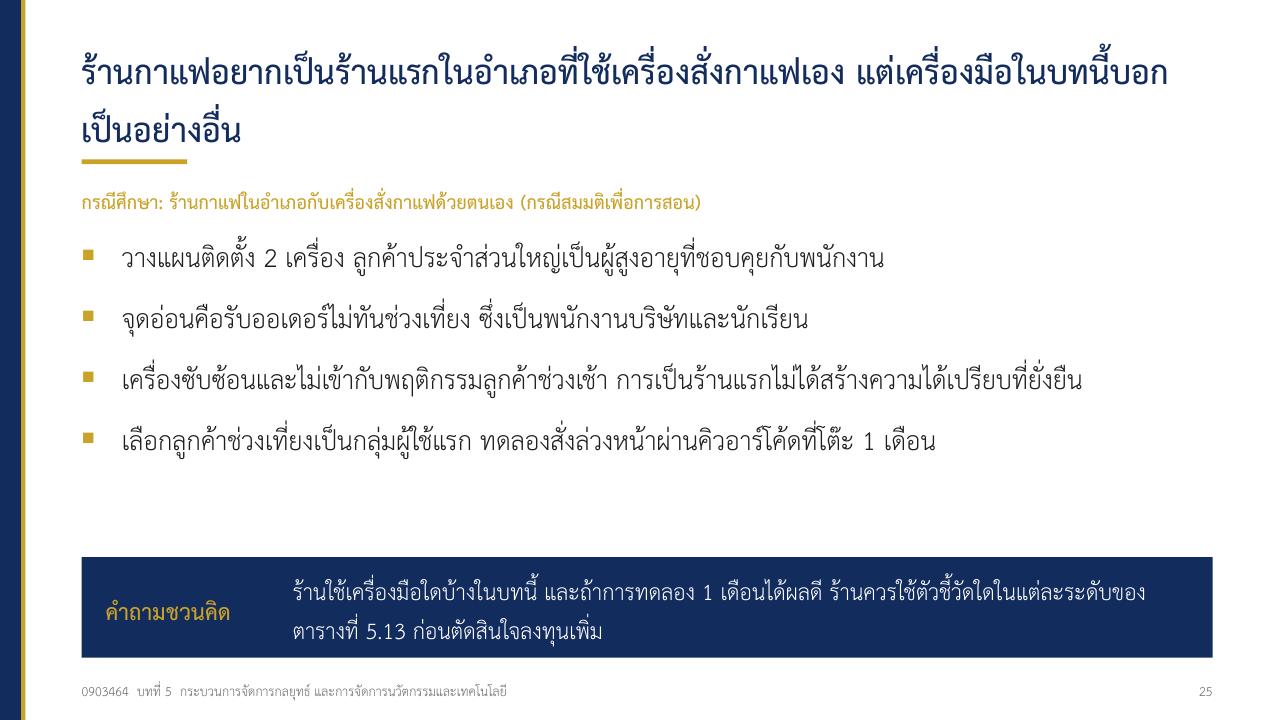 ร้านกาแฟอยากเป็นร้านแรกในอำเภอที่ใช้เครื่องสั่งกาแฟเอง แต่เครื่องมือในบทนี้บอก
เป็นอย่างอื่น
กรณีศึกษา: ร้านกาแฟในอำเภอกับเครื่องสั่งกาแฟด้วยตนเอง (กรณีสมมติเพื่อการสอน)
วางแผนติดตั้ง 2 เครื่อง ลูกค้าประจำส่วนใหญ่เป็นผู้สูงอายุที่ชอบคุยกับพนักงาน
จุดอ่อนคือรับออเดอร์ไม่ทันช่วงเที่ยง ซึ่งเป็นพนักงานบริษัทและนักเรียน
เครื่องซับซ้อนและไม่เข้ากับพฤติกรรมลูกค้าช่วงเช้า การเป็นร้านแรกไม่ได้สร้างความได้เปรียบที่ยั่งยืน
เลือกลูกค้าช่วงเที่ยงเป็นกลุ่มผู้ใช้แรก ทดลองสั่งล่วงหน้าผ่านคิวอาร์โค้ดที่โต๊ะ 1 เดือน
คำถามชวนคิด
ร้านใช้เครื่องมือใดบ้างในบทนี้ และถ้าการทดลอง 1 เดือนได้ผลดี ร้านควรใช้ตัวชี้วัดใดในแต่ละระดับของ
ตารางที่ 5.13 ก่อนตัดสินใจลงทุนเพิ่ม
0903464 บทที่ 5 กระบวนการจัดการกลยุทธ์ และการจัดการนวัตกรรมและเทคโนโลยี
25